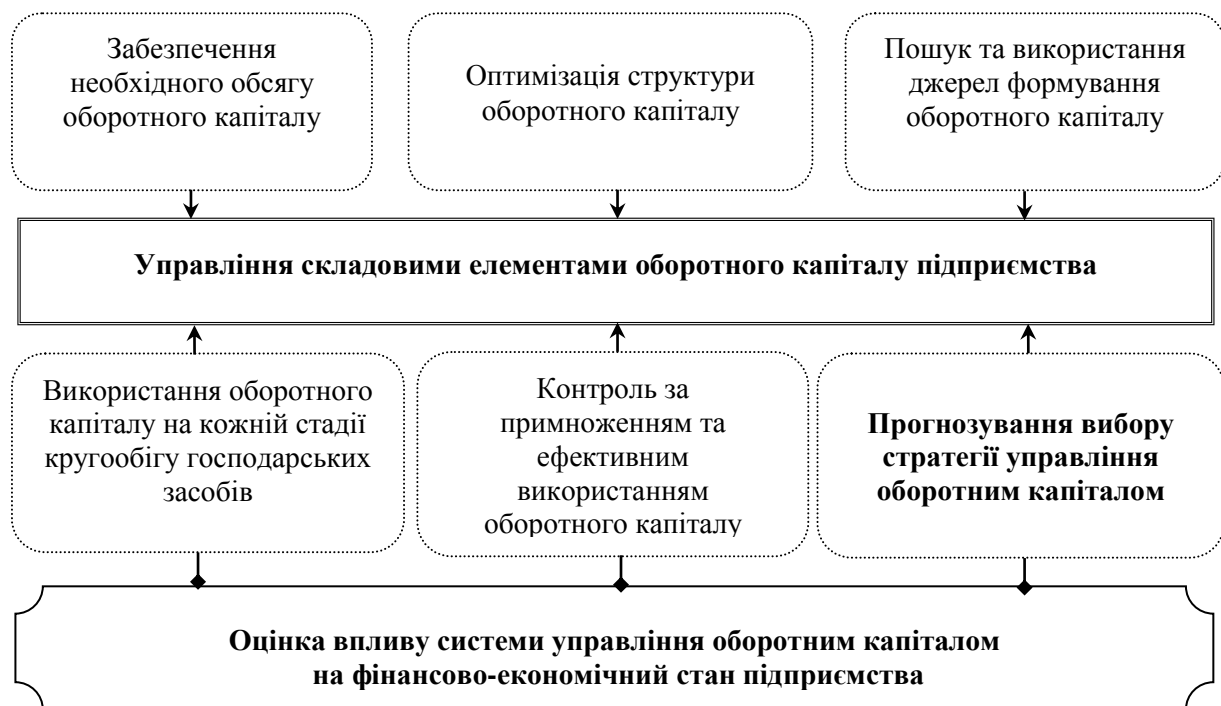 Забезпечення
необхідного обсягу
оборотного капіталу
Оптимізація структури
оборотного капіталу
Пошук та використання
джерел формування
оборотного капіталу
Управління складовими елементами оборотного капіталу підприємства
Використання оборотного
капіталу на кожній стадії
кругообігу господарських
засобів
Контроль за
примноженням та
ефективним
використанням
оборотного капіталу
Прогнозування вибору
стратегії управління
оборотним капіталом
Оцінка впливу системи управління оборотним капіталом
на фінансово-економічний стан підприємства